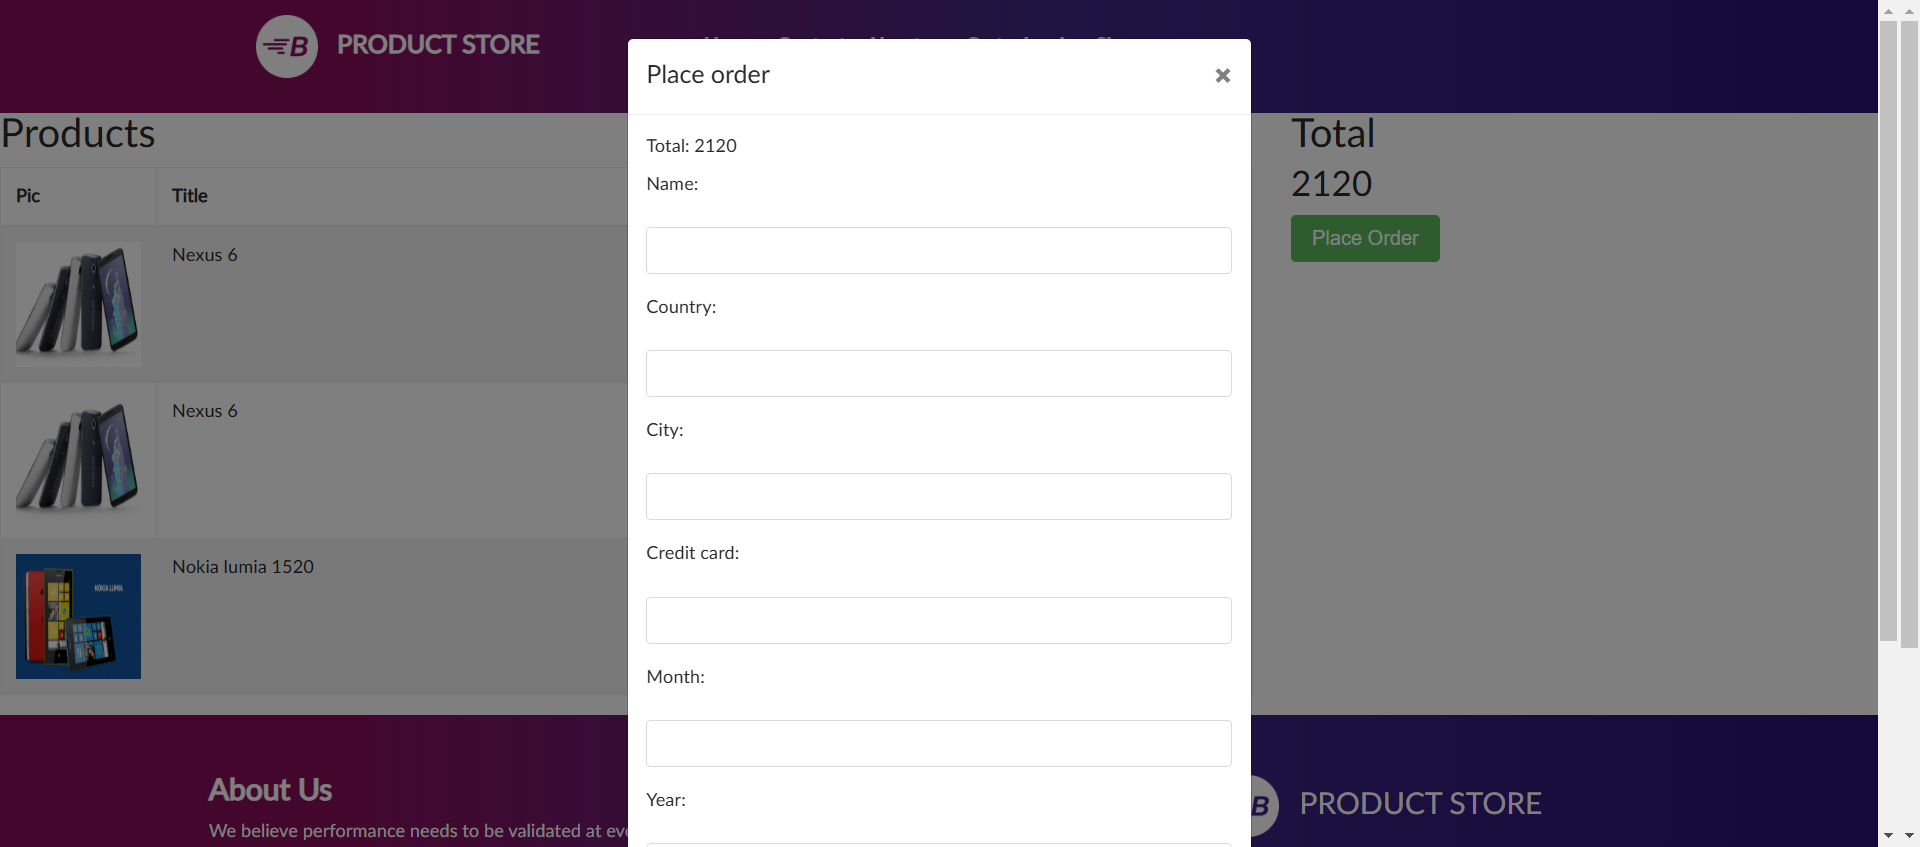 B PRODUCT STORE
Place order
×
Total: 2120
Name:
Country:
City:
Credit card:
Month:
Year:
Products
Pic Title
Nexus 6
Nexus 6
NOKIA LUMIA
Nokia lumia 1520
Total
2120
Place Order
About Us
We believe performance needs to be validated at eve
B PRODUCT STORE